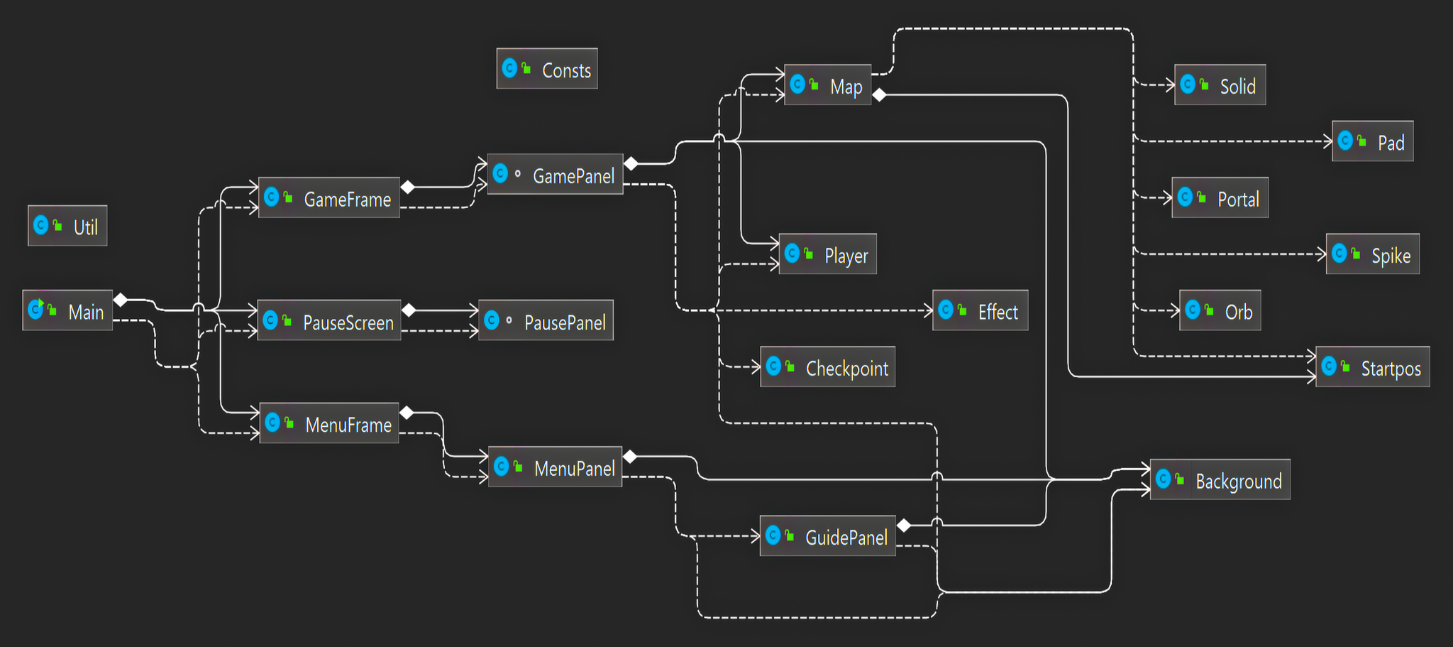 Consts
Map
Solid
Pad
GamePanel
GameFrame
Portal
Util
Player
Spike
Main
PauseScreen
PausePanel
Effect
Orb
Checkpoint
Startpos
MenuFrame
MenuPanel
Background
GuidePanel